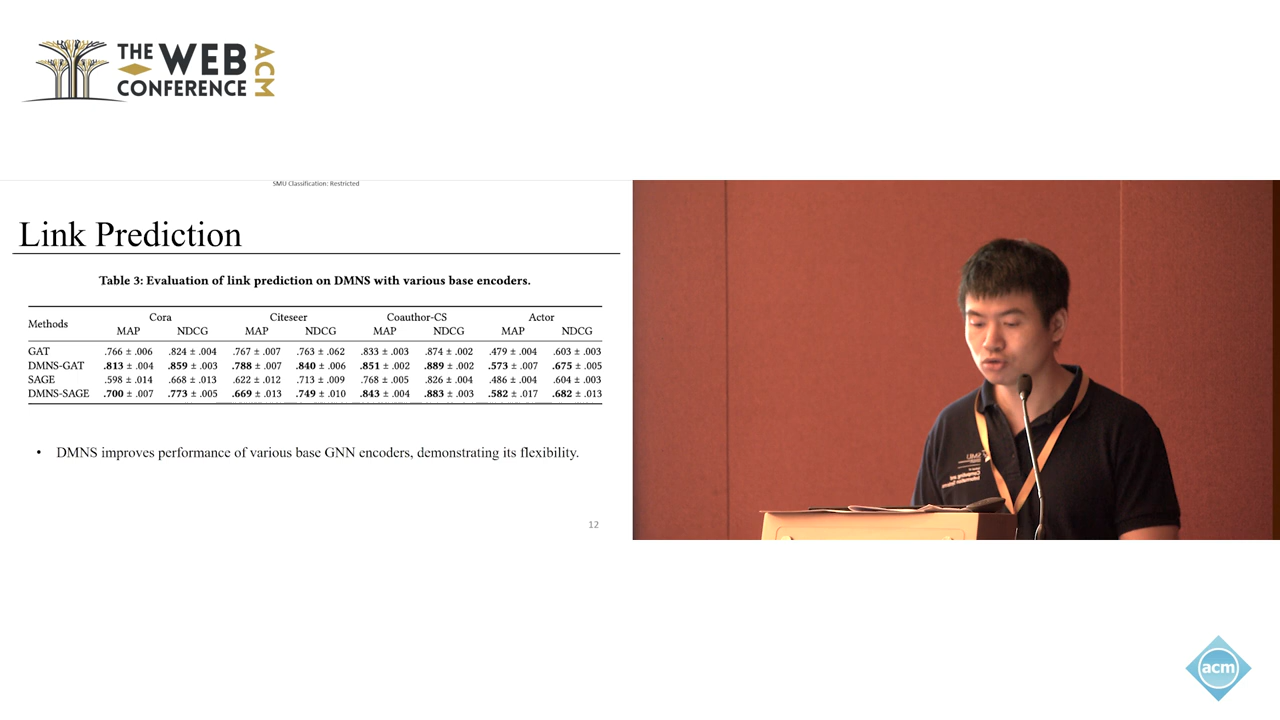 THE WEB
CONFERENCE
ACM
SMU Classification: Restricted
Link Prediction
Table 3: Evaluation of link prediction on DMNS with various base encoders.
Methods Cora Citeseer Coauthor-CS Actor
MAP NDCG MAP NDCG MAP NDCG MAP NDCG
GAT .766 ± .006 .824 ± .004 .767 ± .007 .763 ± .062 .833 ± .003 .874 ± .002 .479 ± .004 .603 ± .003
DMNS-GAT .813 ± .004 .859 ± .003 .788 ± .007 .840 ± .006 .851 ± .002 .889 ± .002 .573 ± .007 .675 ± .005
SAGE .598 ± .014 .668 ± .013 .622 ± .012 .713 ± .009 .768 ± .005 .826 ± .004 .486 ± .004 .604 ± .003
DMNS-SAGE .700 ± .007 .773 ± .005 .669 ± .013 .749 ± .010 .843 ± .004 .883 ± .003 .582 ± .017 .682 ± .013
• DMNS improves performance of various base GNN encoders, demonstrating its flexibility.
12
SMU
acm